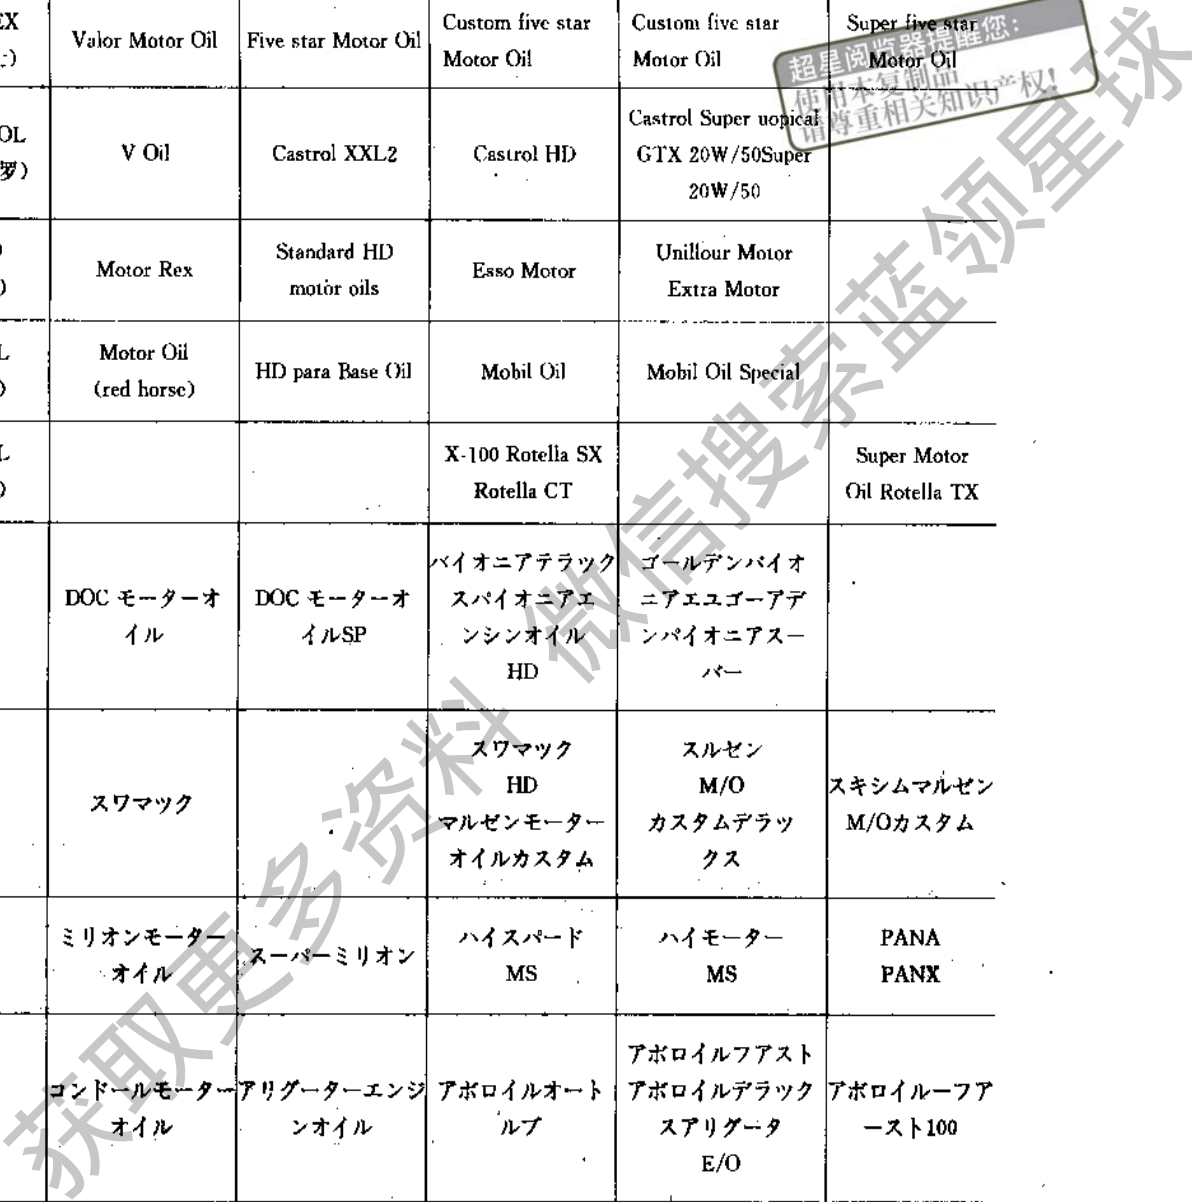 EX
Valor Motor Oil
Five star Motor Oil
Custom five star
Motor Oil
Custom five star
Motor Oil
Super five star
Motor Oil
超星阅览器提醒您:
使用本复制品
请尊重相关知识产权!
OL
罗)
V Oil
Castrol XXL2
Castrol HD
Castrol Super uopical
GTX 20W/50Super
20W/50
)
Motor Rex
Standard HD
motor oils
Esso Motor
Unillour Motor
Extra Motor
L
)
Motor Oil
(red horse)
HD para Base Oil
Mobil Oil
Mobil Oil Special
L
)
X-100 Rotella SX
Rotella CT
Super Motor
Oil Rotella TX
DOC モーターオ
イル
DOC モーターオ
イルSP
バイオニアテラック
スパイオニアエ
ンシンオイル
HD
ゴールデンバイオ
ニアエユゴーアデ
ンパイオニアスー
パー
スワマック
スワマック
HD
マルゼンモーター
オイルカスタム
スルゼン
M/O
カスタムデラッ
クス
スキシムマルゼン
M/Oカスタム
ミリオンモーター
オイル
スーパーミリオン
ハイスパード
MS
ハイモーター
MS
PANA
PANX
コンドールモーター
オイル
アリグーターエンジ
ンオイル
アポロイルオート
ルブ
アポロイルフアスト
アポロイルデラック
スアリグータ
E/O
アポロイルーフア
ースト100
获取更多资料 微信搜索蓝领星球